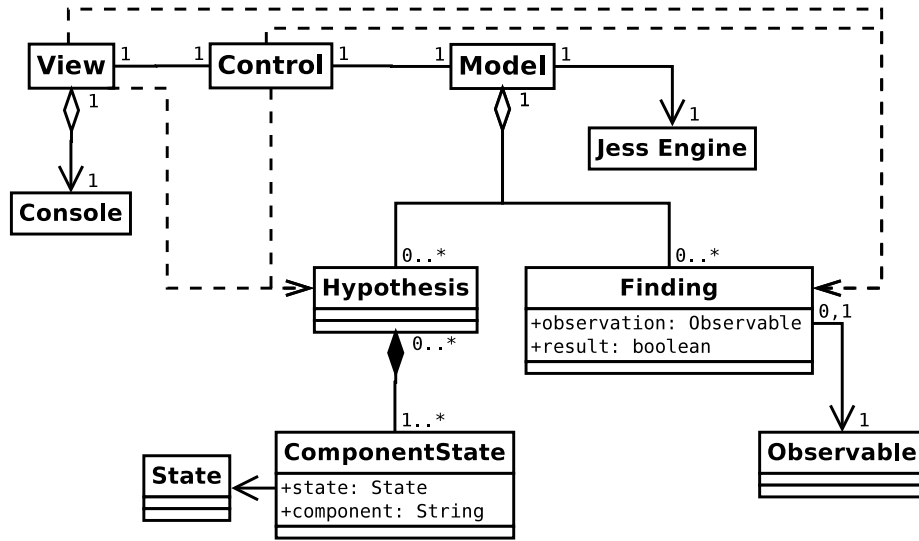 View
1
1
Control
1
1
Model
1
1
1
1
Jess Engine
1
Console
0..*
0..*
Hypothesis
Finding
+observation: Observable
+result: boolean
0,1
0..*
1..*
1
ComponentState
+state: State
+component: String
State
Observable